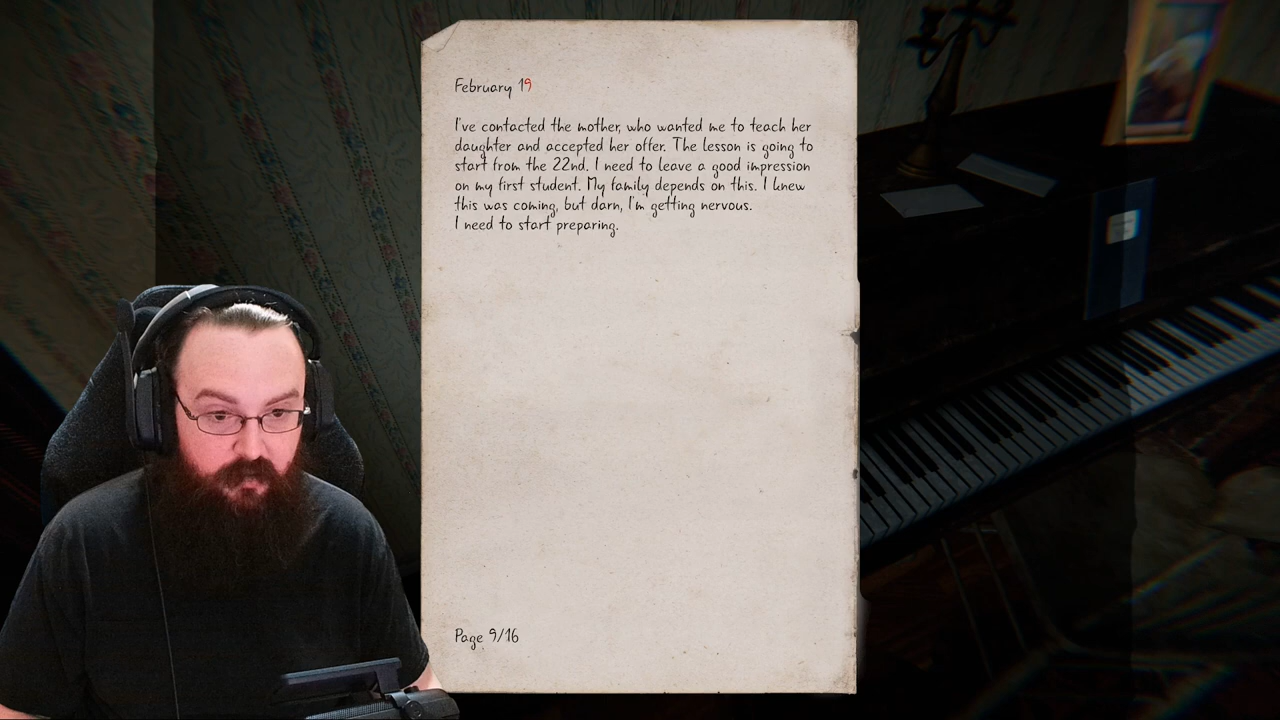 February 19
I've contacted the mother, who wanted me to teach her
daughter and accepted her offer. The lesson is going to
start from the 22nd. I need to leave a good impression
on my first student. My family depends on this. I knew
this was coming, but darn, I'm getting nervous.
I need to start preparing.
Page 9/16